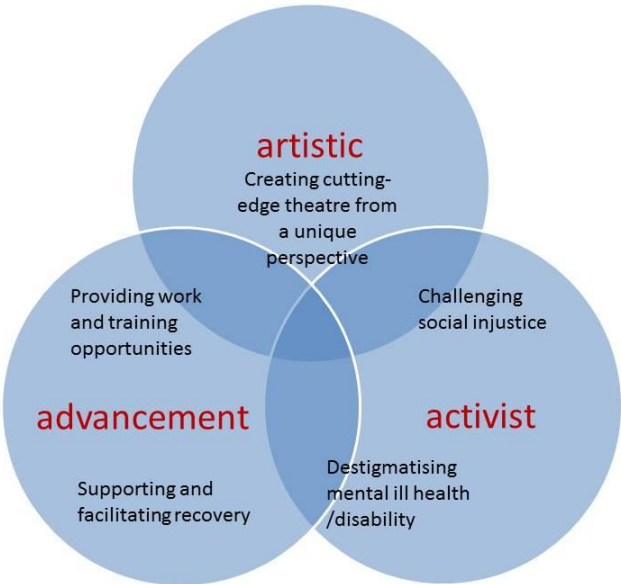 artistic
Creating cutting-
edge theatre from
a unique
perspective
Providing work
and training
opportunities
Challenging
social injustice
advancement
activist
Supporting and
facilitating recovery
Destigmatising
mental ill health
/disability